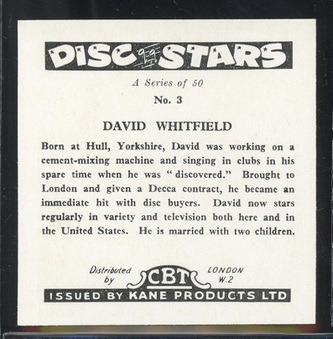 DISC STARS
A Series of 50
No. 3
DAVID WHITFIELD
Born at Hull, Yorkshire, David was working on a
cement-mixing machine and singing in clubs in his
spare time when he was "discovered." Brought to
London and given a Decca contract, he became an
immediate hit with disc buyers. David now stars
regularly in variety and television both here and in
the United States. He is married with two children.
Distributed by CBT LONDON W.2
ISSUED BY KANE PRODUCTS LTD